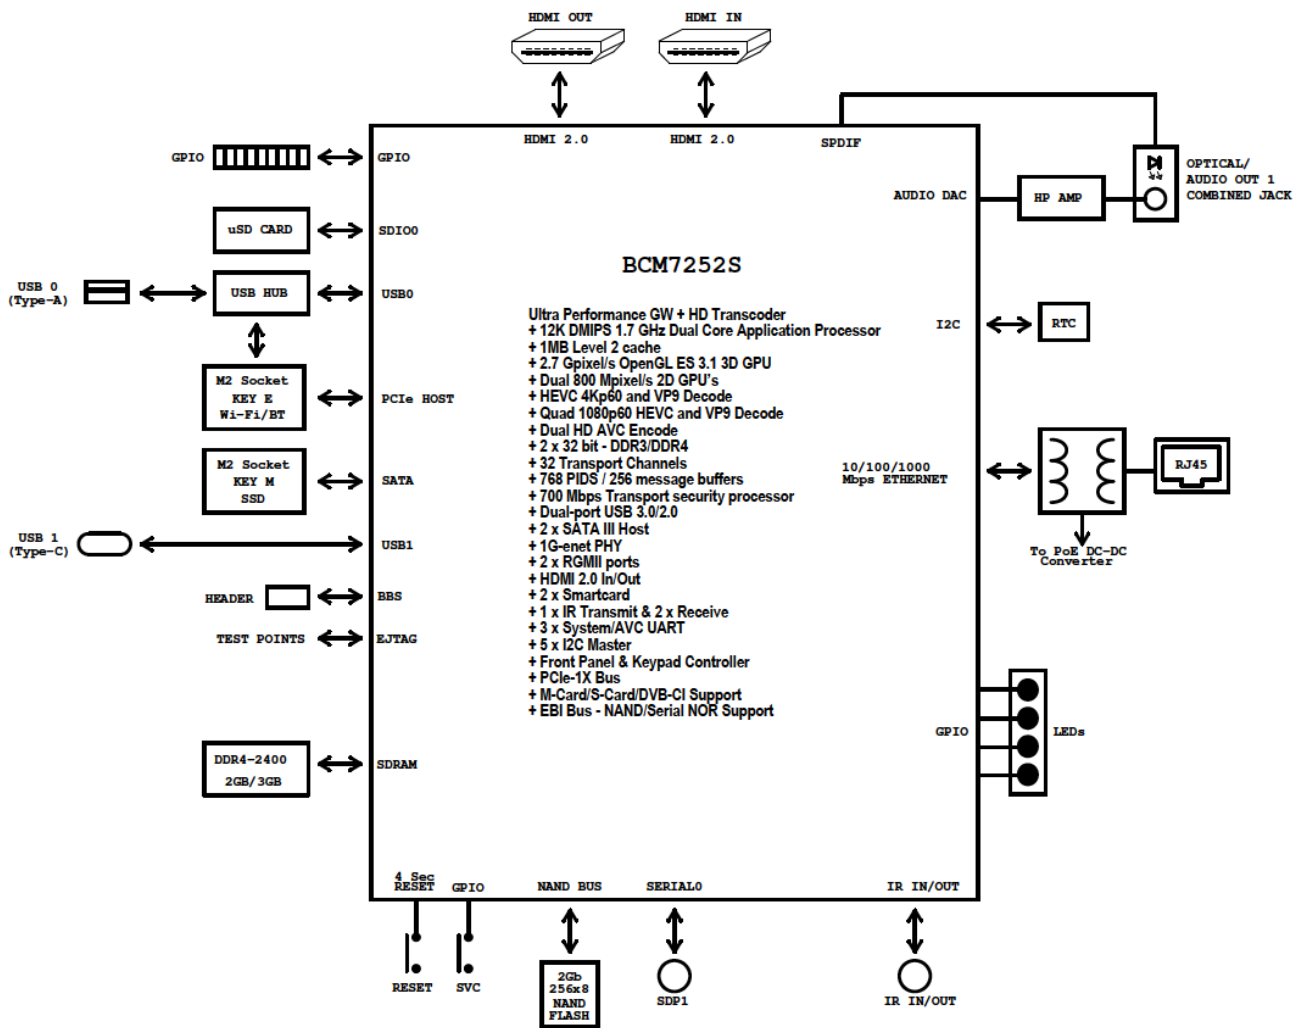 HDMI OUT
HDMI IN
HDMI 2.0
HDMI 2.0
SPDIF
GPIO
GPIO
OPTICAL/
AUDIO OUT 1
COMBINED JACK
AUDIO DAC
HP AMP
uSD CARD
SDIO0
BCM7252S
USB 0
(Type-A)
USB HUB
USB0
Ultra Performance GW + HD Transcoder
+ 12K DMIPS 1.7 GHz Dual Core Application Processor
+ 1MB Level 2 cache
+ 2.7 Gpixel/s OpenGL ES 3.1 3D GPU
+ Dual 800 Mpixel/s 2D GPU's
+ HEVC 4Kp60 and VP9 Decode
+ Quad 1080p60 HEVC and VP9 Decode
+ Dual HD AVC Encode
+ 2 x 32 bit - DDR3/DDR4
+ 32 Transport Channels
+ 768 PIDS / 256 message buffers
+ 700 Mbps Transport security processor
+ Dual-port USB 3.0/2.0
+ 2 x SATA III Host
+ 1G-enet PHY
+ 2 x RGMII ports
+ HDMI 2.0 In/Out
+ 2 x Smartcard
+ 1 x IR Transmit & 2 x Receive
+ 3 x System/AVC UART
+ 5 x I2C Master
+ Front Panel & Keypad Controller
+ PCIe-1X Bus
+ M-Card/S-Card/DVB-CI Support
+ EBI Bus - NAND/Serial NOR Support
I2C
RTC
M2 Socket
KEY E
Wi-Fi/BT
PCIe HOST
M2 Socket
KEY M
SSD
SATA
10/100/1000
Mbps ETHERNET
RJ45
To PoE DC-DC
Converter
USB 1
(Type-C)
USB1
HEADER
BBS
TEST POINTS
EJTAG
GPIO
LEDs
DDR4-2400
2GB/3GB
SDRAM
4 Sec
RESET
GPIO
NAND BUS
SERIAL0
IR IN/OUT
RESET
SVC
2Gb
256x8
NAND
FLASH
SDP1
IR IN/OUT